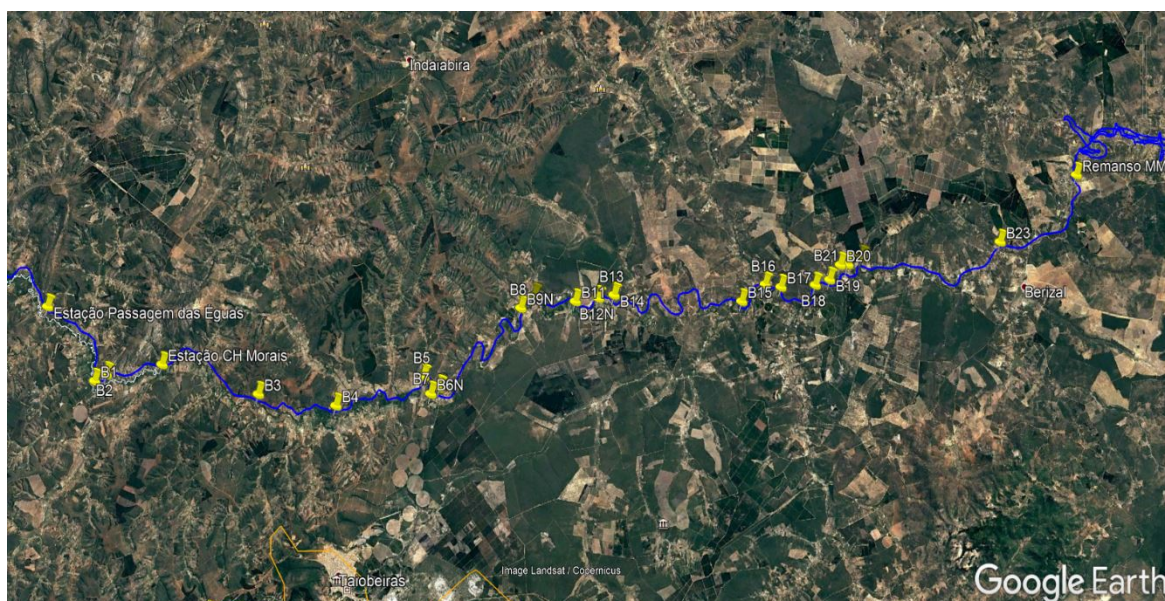 Indaiabira
Remanso MM
B23
B21
B20
B16
B17
B19
B13
B8
B15
B18
B14
B9N
B12N
Berizal
Estação Passagem das Éguas
Estação CH Morais
B5
B1
B7
B6N
B2
B3
B4
Taiobeiras
Image Landsat / Copernicus
Google Earth